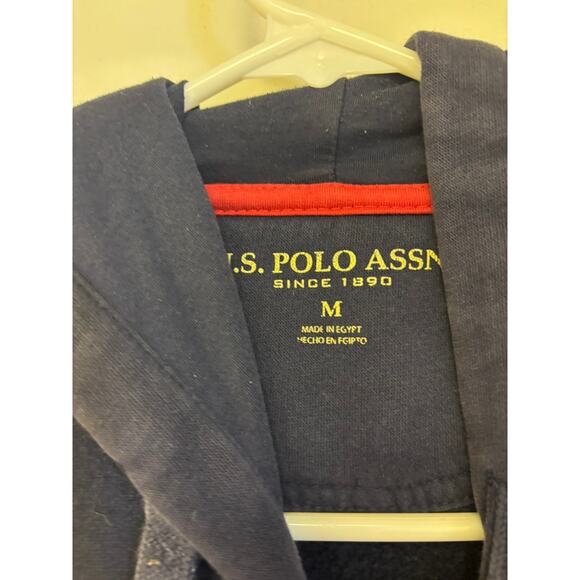 U.S. POLO ASSN
SINCE 1890
M
MADE IN EGYPT
HECHO EN EGIPTO